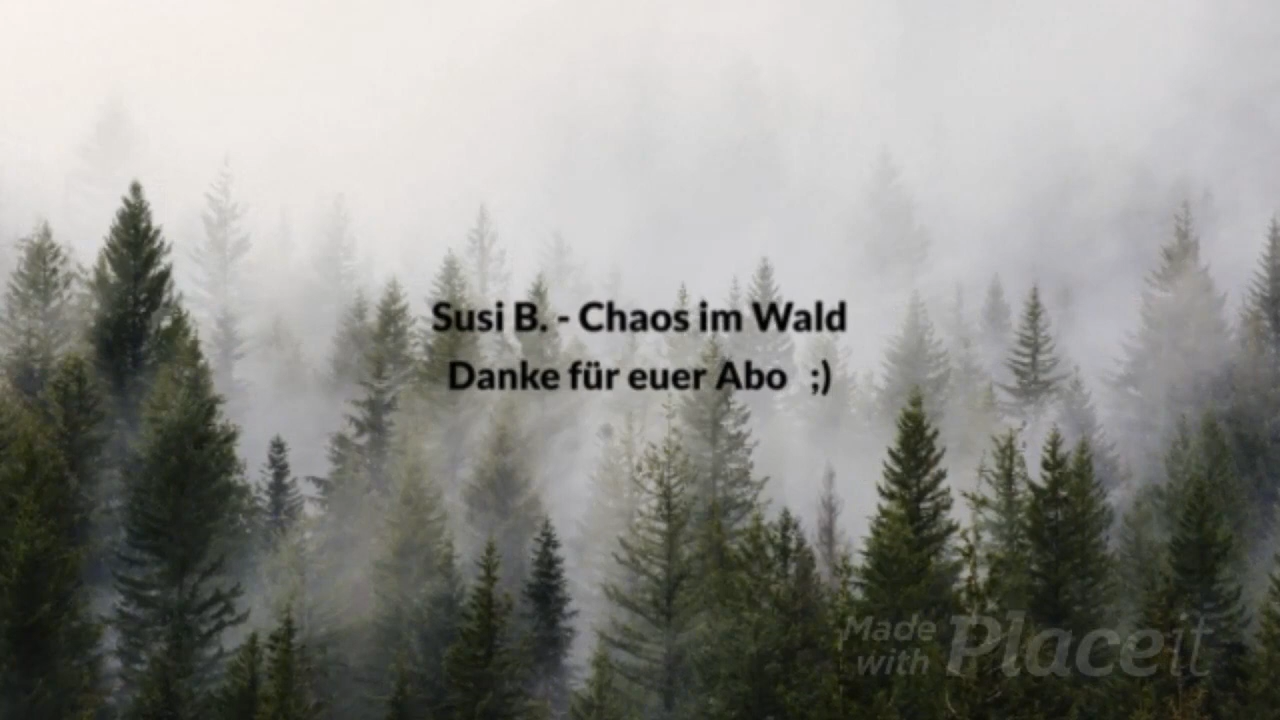 Susi B. - Chaos im Wald
Danke für euer Abo ;)
Made
with Placeit